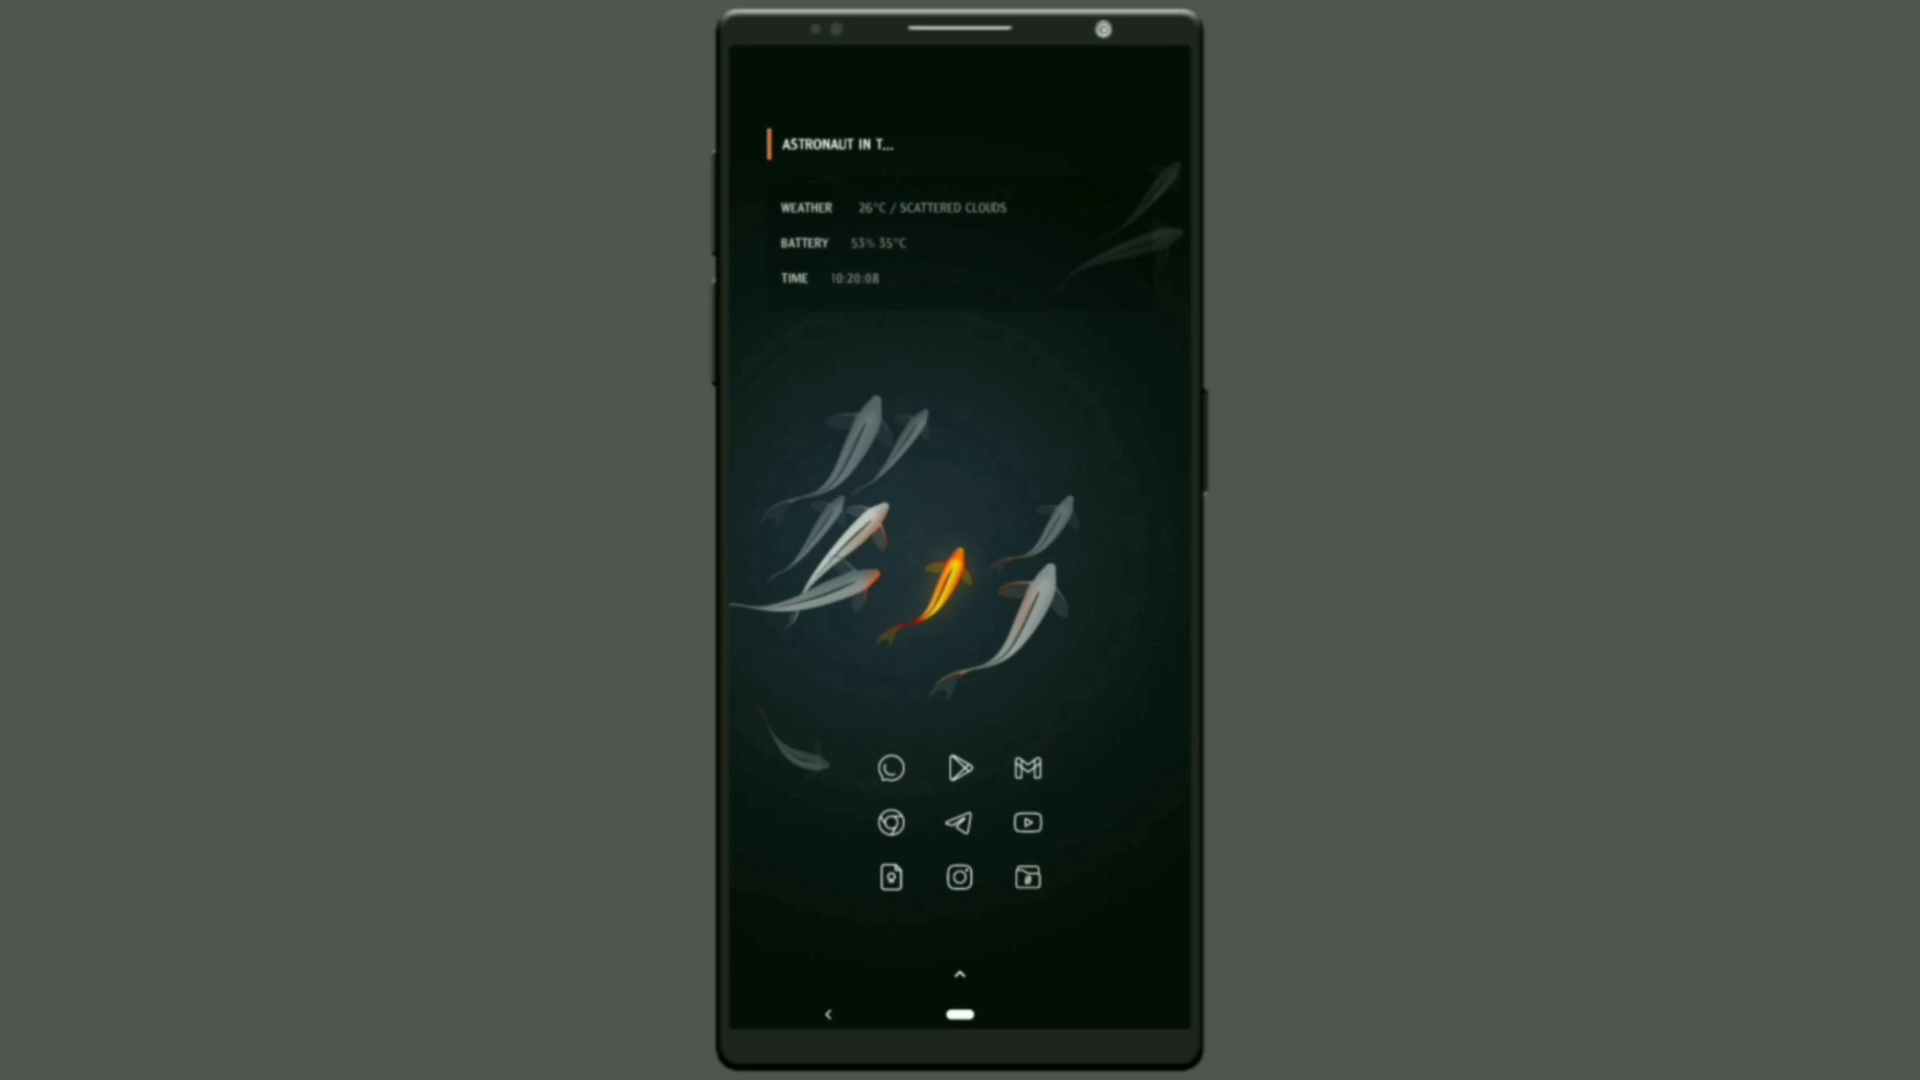 ASTRONAUT IN T...
WEATHER 26°C / SCATTERED CLOUDS
BATTERY 53% 35°C
TIME 10:20:08